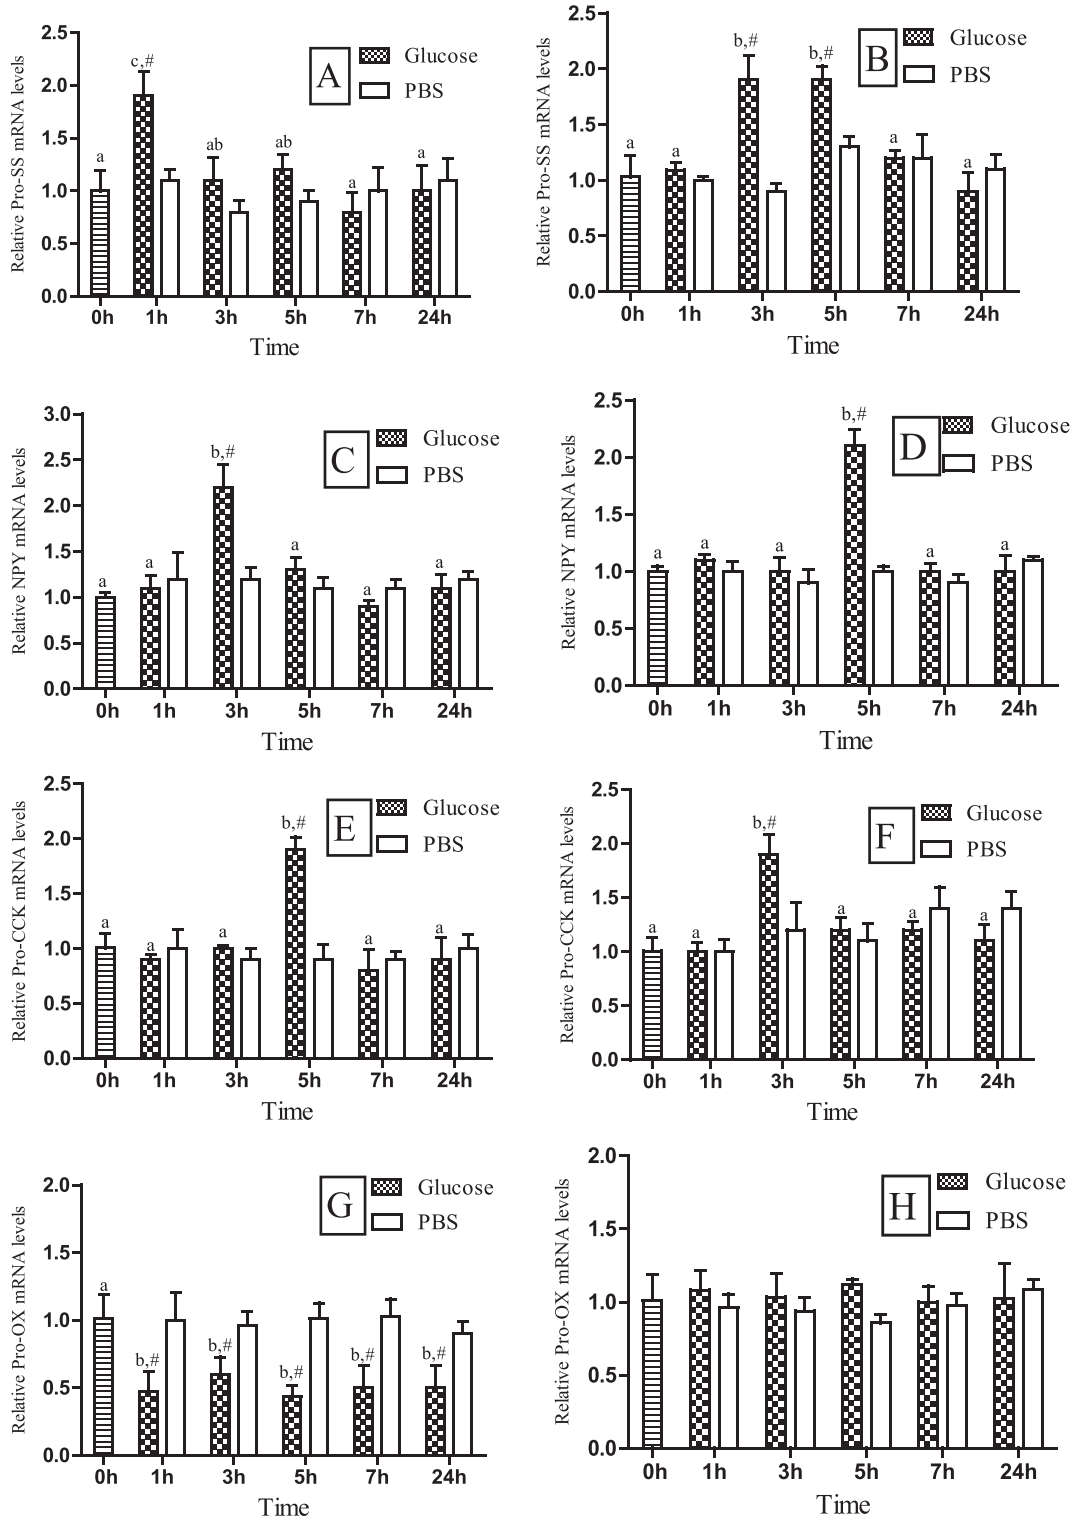 Relative Pro-SS mRNA levels
2.5
2.0
1.5
1.0
0.5
0.0
a
c,#
ab
ab
a
a
A
Glucose
PBS
0h 1h 3h 5h 7h 24h
Time
Relative Pro-SS mRNA levels
2.5
2.0
1.5
1.0
0.5
0.0
a
a
b,#
b,#
a
a
B
Glucose
PBS
0h 1h 3h 5h 7h 24h
Time
Relative NPY mRNA levels
3.0
2.5
2.0
1.5
1.0
0.5
0.0
a
a
b,#
a
a
a
C
Glucose
PBS
0h 1h 3h 5h 7h 24h
Time
Relative NPY mRNA levels
2.5
2.0
1.5
1.0
0.5
0.0
a
a
a
b,#
a
a
D
Glucose
PBS
0h 1h 3h 5h 7h 24h
Time
Relative Pro-CCK mRNA levels
2.5
2.0
1.5
1.0
0.5
0.0
a
a
a
b,#
a
a
E
Glucose
PBS
0h 1h 3h 5h 7h 24h
Time
Relative Pro-CCK mRNA levels
2.5
2.0
1.5
1.0
0.5
0.0
a
a
b,#
a
a
a
F
Glucose
PBS
0h 1h 3h 5h 7h 24h
Time
Relative Pro-OX mRNA levels
2.0
1.5
1.0
0.5
0.0
a
b,#
b,#
b,#
b,#
b,#
G
Glucose
PBS
0h 1h 3h 5h 7h 24h
Time
Relative Pro-OX mRNA levels
2.0
1.5
1.0
0.5
0.0
H
Glucose
PBS
0h 1h 3h 5h 7h 24h
Time